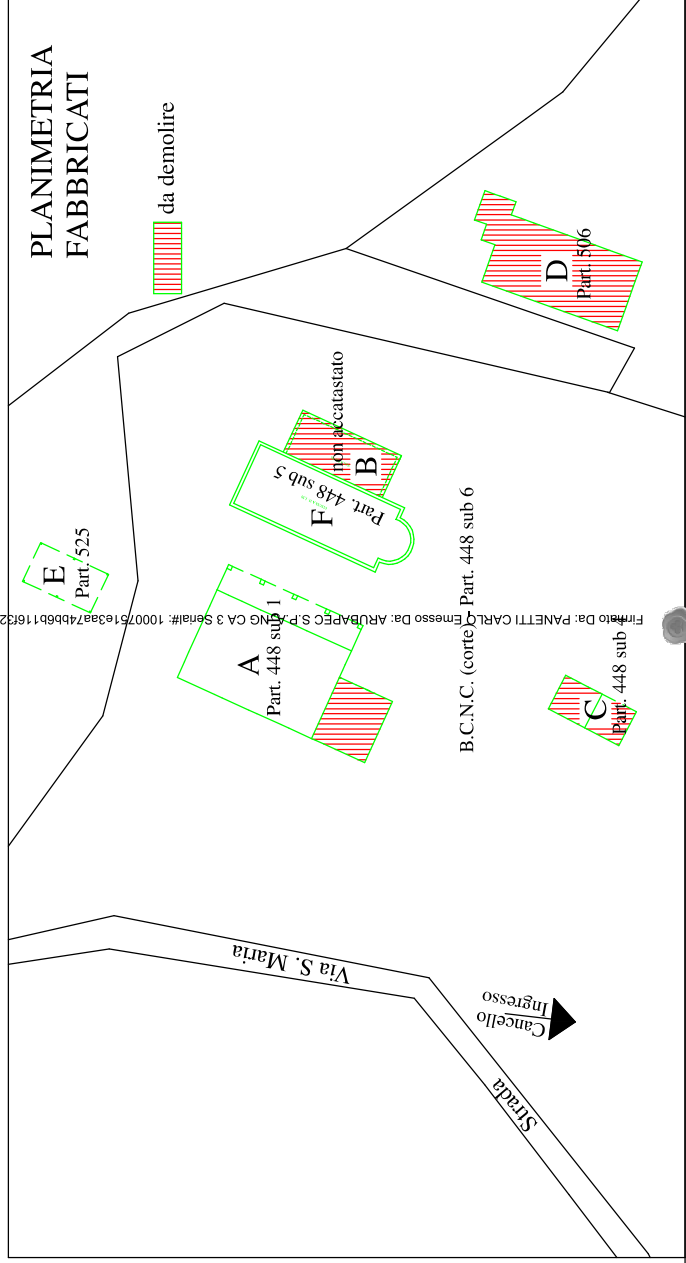 PLANIMETRIA
FABBRICATI
da demolire
D
Part. 506
non accatastato
B
Part. 448 sub 5
F
E
Part. 525
A
Part. 448 sub 1
B.C.N.C. (corte) - Part. 448 sub 6
C
Part. 448 sub
Via S. Maria
Cancello
Ingresso
Strada
Firmato Da: PANETTI CARLO Emesso Da: ARUBAPEC S.P.A. NG CA 3 Serial#: